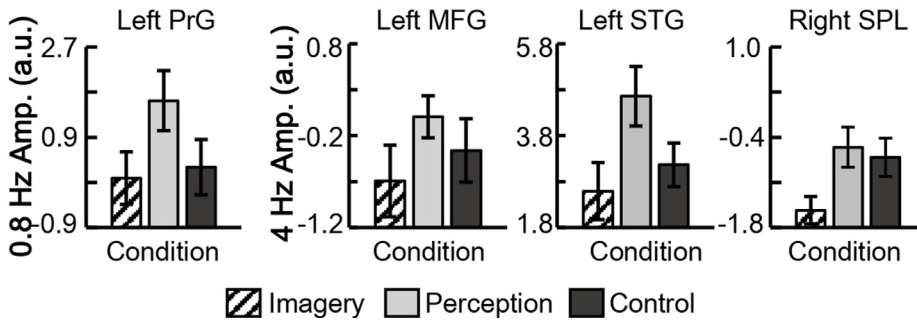 Left PrG
Left MFG
Left STG
Right SPL
0.8 Hz Amp. (a.u.)
2.7
0.9
-0.9
Condition
4 Hz Amp. (a.u.)
0.8
-0.2
-1.2
Condition
5.8
3.8
1.8
Condition
1.0
-0.4
-1.8
Condition
Imagery
Perception
Control